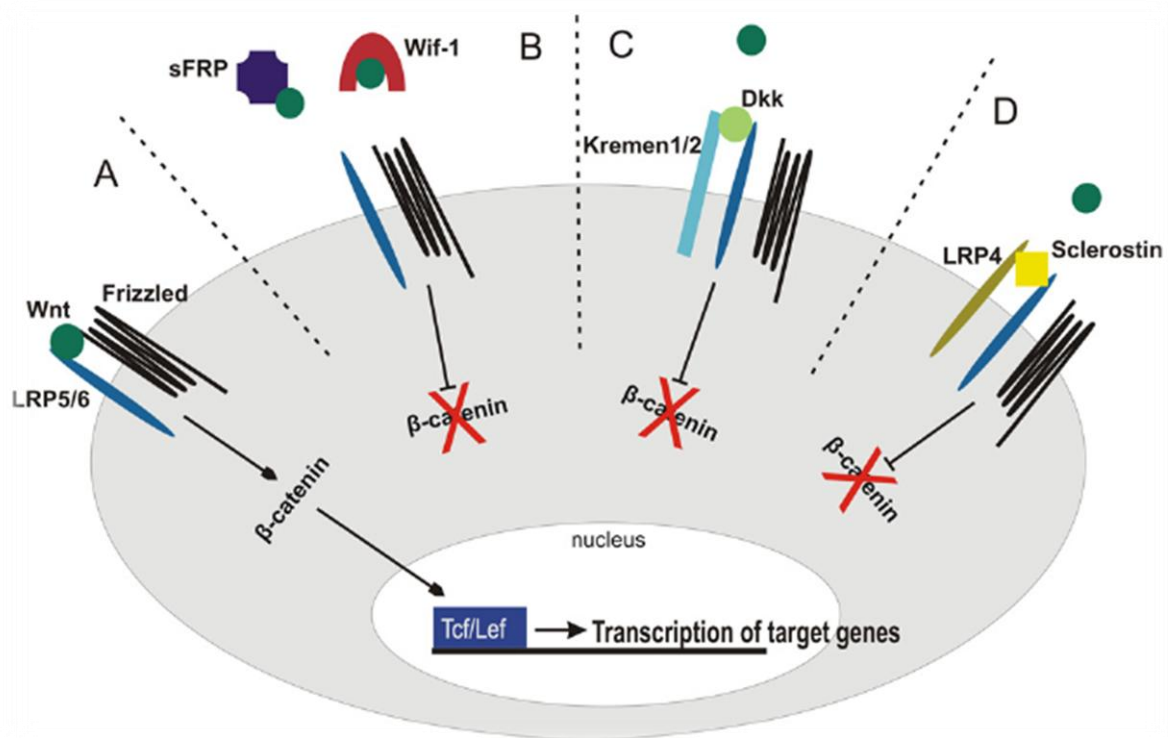 A
Wnt
Frizzled
LRP5/6
β-catenin
B
sFRP
Wif-1
β-catenin
C
Dkk
Kremen1/2
β-catenin
D
LRP4
Sclerostin
β-catenin
nucleus
Tcf/Lef
Transcription of target genes